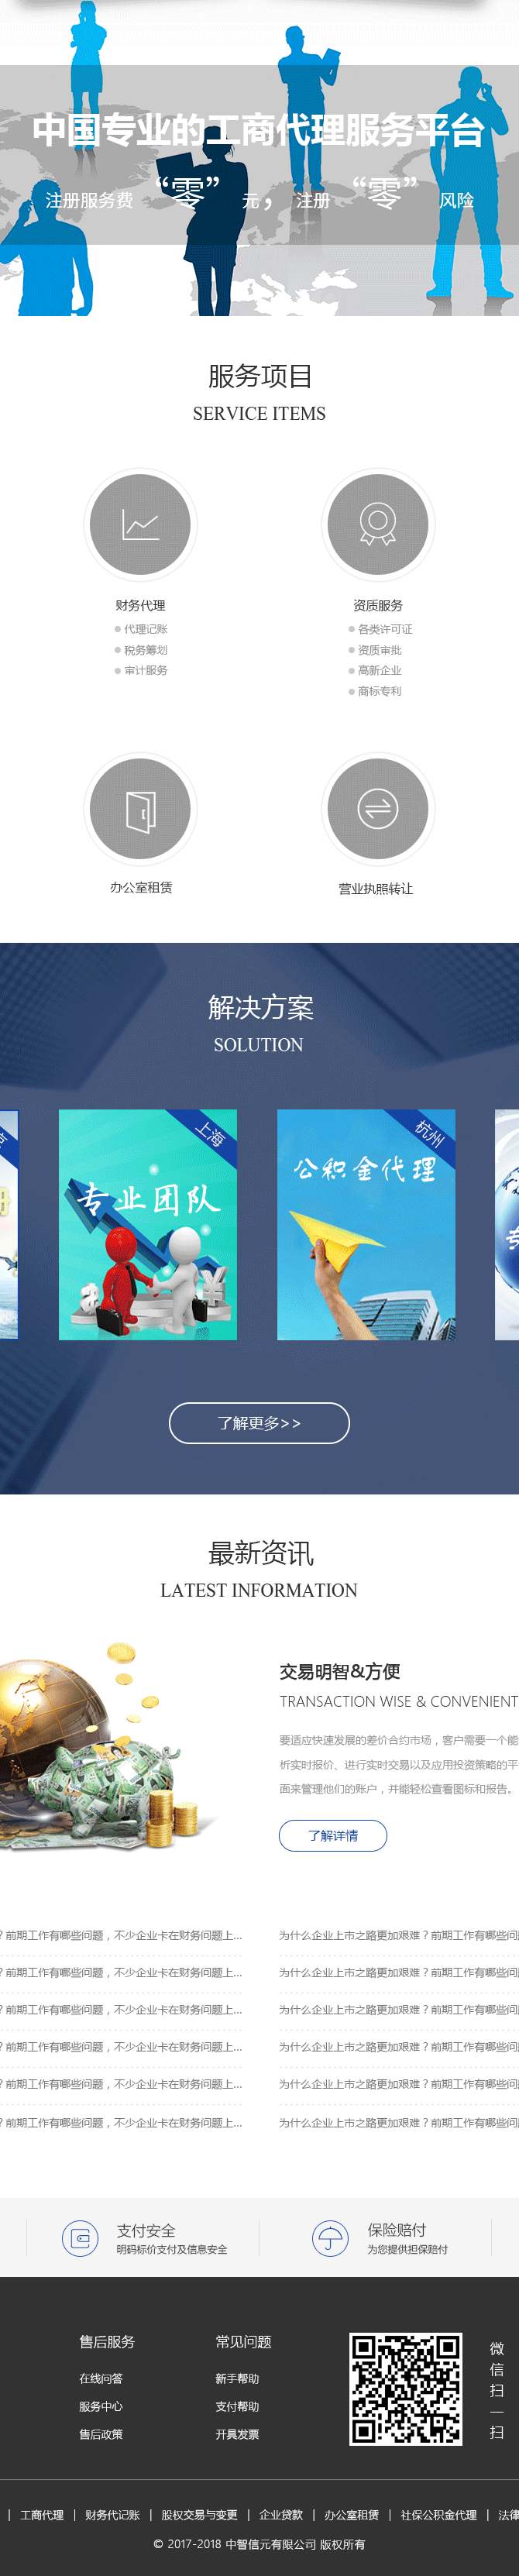 中国专业的工商代理服务平台
注册服务费 “零” 元， 注册 “零” 风险
服务项目
SERVICE ITEMS
财务代理
代理记账
税务筹划
审计服务
资质服务
各类许可证
资质审批
高新企业
商标专利
办公室租赁
营业执照转让
解决方案
SOLUTION
上海
专业团队
杭州
公积金代理
了解更多>>
最新资讯
LATEST INFORMATION
交易明智&方便
TRANSACTION WISE & CONVENIENT
要适应快速发展的差价合约市场，客户需要一个能
析实时报价、进行实时交易以及应用投资策略的平
面来管理他们的账户，并能轻松查看图标和报告。
了解详情
？前期工作有哪些问题，不少企业卡在财务问题上...
？前期工作有哪些问题，不少企业卡在财务问题上...
？前期工作有哪些问题，不少企业卡在财务问题上...
？前期工作有哪些问题，不少企业卡在财务问题上...
？前期工作有哪些问题，不少企业卡在财务问题上...
？前期工作有哪些问题，不少企业卡在财务问题上...
为什么企业上市之路更加艰难？前期工作有哪些问
为什么企业上市之路更加艰难？前期工作有哪些问
为什么企业上市之路更加艰难？前期工作有哪些问
为什么企业上市之路更加艰难？前期工作有哪些问
为什么企业上市之路更加艰难？前期工作有哪些问
为什么企业上市之路更加艰难？前期工作有哪些问
支付安全
明码标价支付及信息安全
保险赔付
为您提供担保赔付
售后服务
在线问答
服务中心
售后政策
常见问题
新手帮助
支付帮助
开具发票
微信扫一扫
| 工商代理 | 财务代记账 | 股权交易与变更 | 企业贷款 | 办公室租赁 | 社保公积金代理 | 法律
© 2017-2018 中智信元有限公司 版权所有